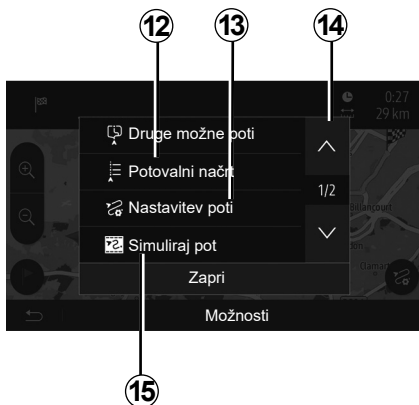 12 13 14
0:27
29 km
Druge možne poti
Potovalni načrt
1/2
Nastavitev poti
Billancourt
Simuliraj pot
Zapri
Možnosti
15